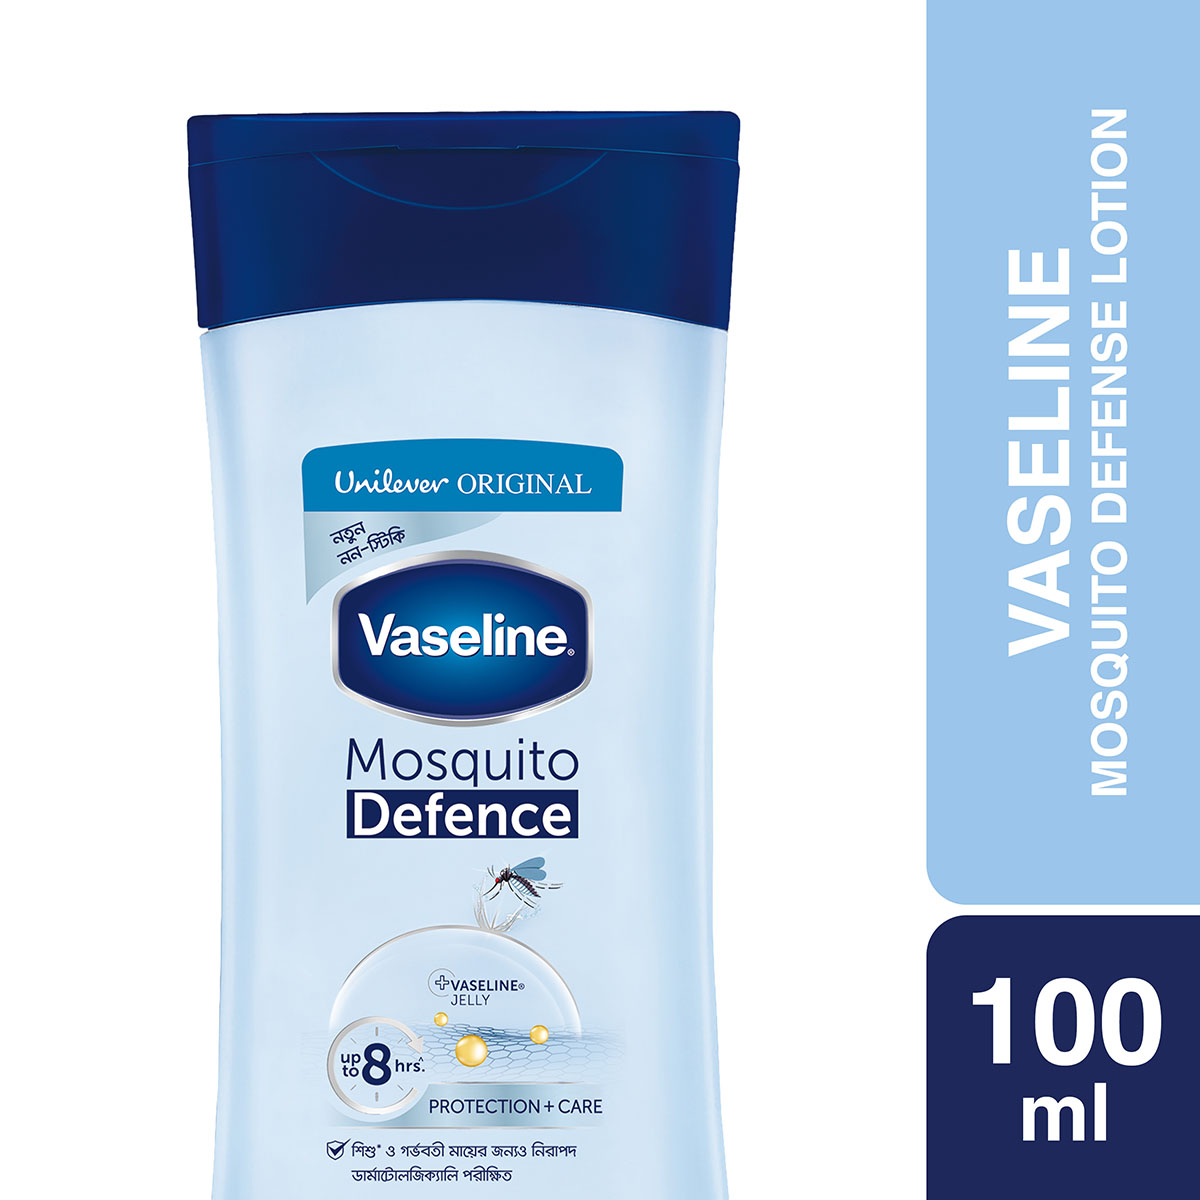 Unilever ORIGINAL
নতুন
নন-স্টিকি
Vaseline®
Mosquito
Defence
VASELINE®
JELLY
up to 8 hrs.^
PROTECTION + CARE
শিশু* ও গর্ভবতী মায়ের জন্যও নিরাপদ
ডার্মাটোলজিক্যালি পরীক্ষিত
VASELINE
MOSQUITO DEFENSE LOTION
100
ml